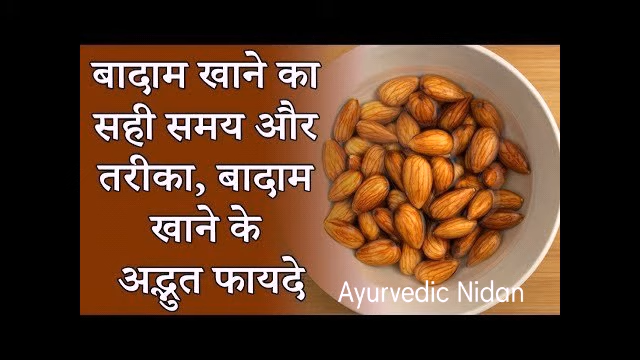 बादाम खाने का
सही समय और
तरीका, बादाम
खाने के
अद्भुत फायदे
Ayurvedic Nidan